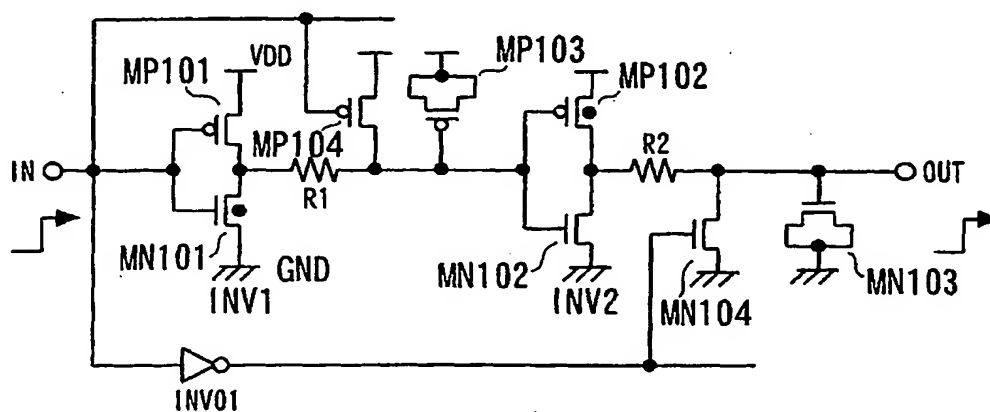 MP103
VDD
MP101
MP102
MP104
R2
IN
R1
OUT
MN101
GND
MN102
INV1
INV2
MN104
MN103
INV01